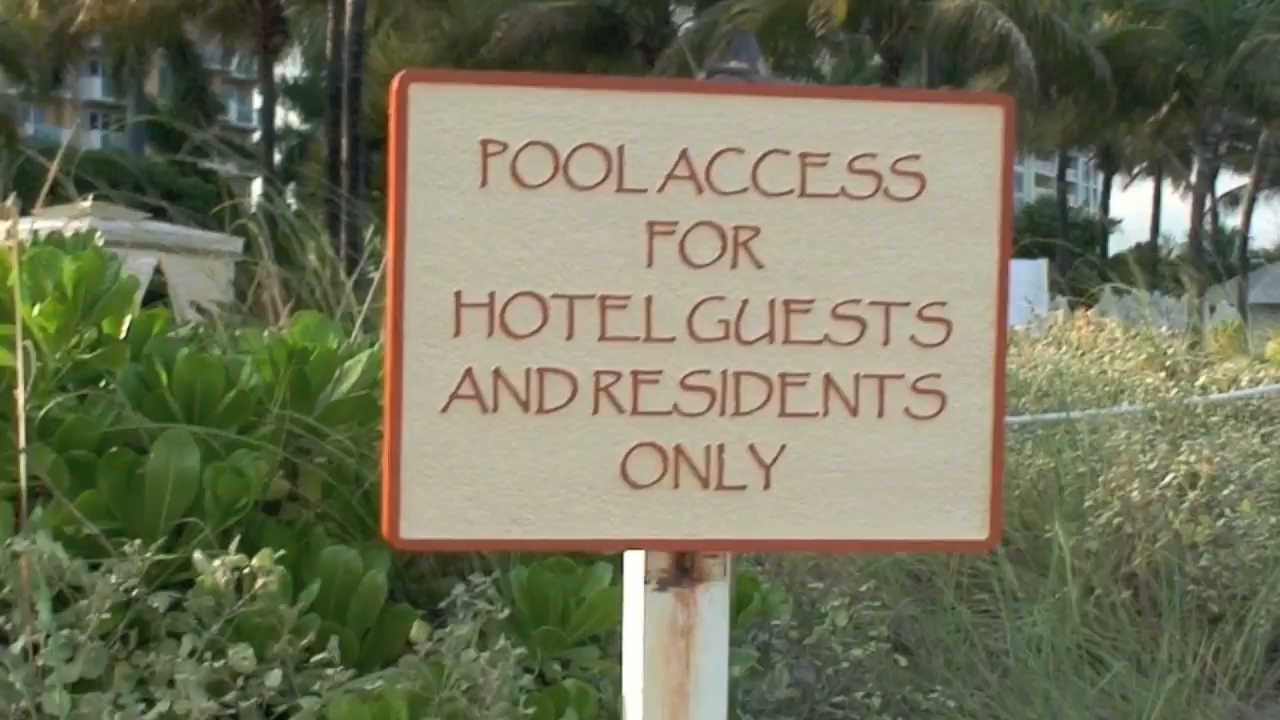 POOL ACCESS
FOR
HOTEL GUESTS
AND RESIDENTS
ONLY